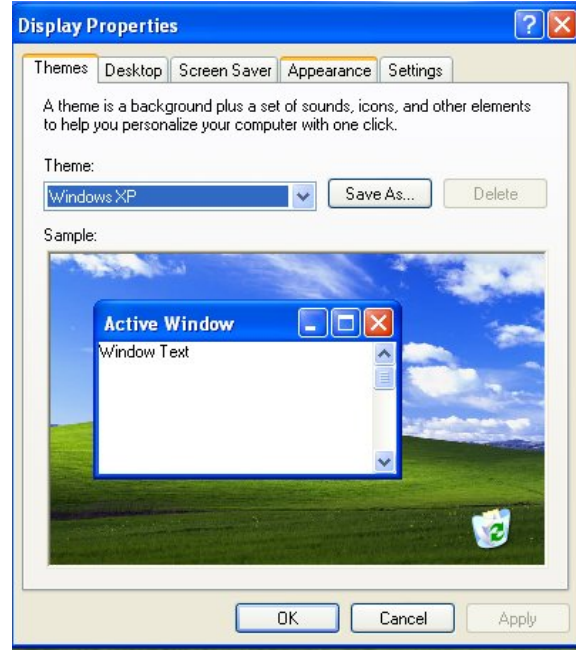 Display Properties
Themes Desktop Screen Saver Appearance Settings
A theme is a background plus a set of sounds, icons, and other elements
to help you personalize your computer with one click.
Theme:
Windows XP Save As... Delete
Sample:
Active Window
Window Text
OK Cancel Apply